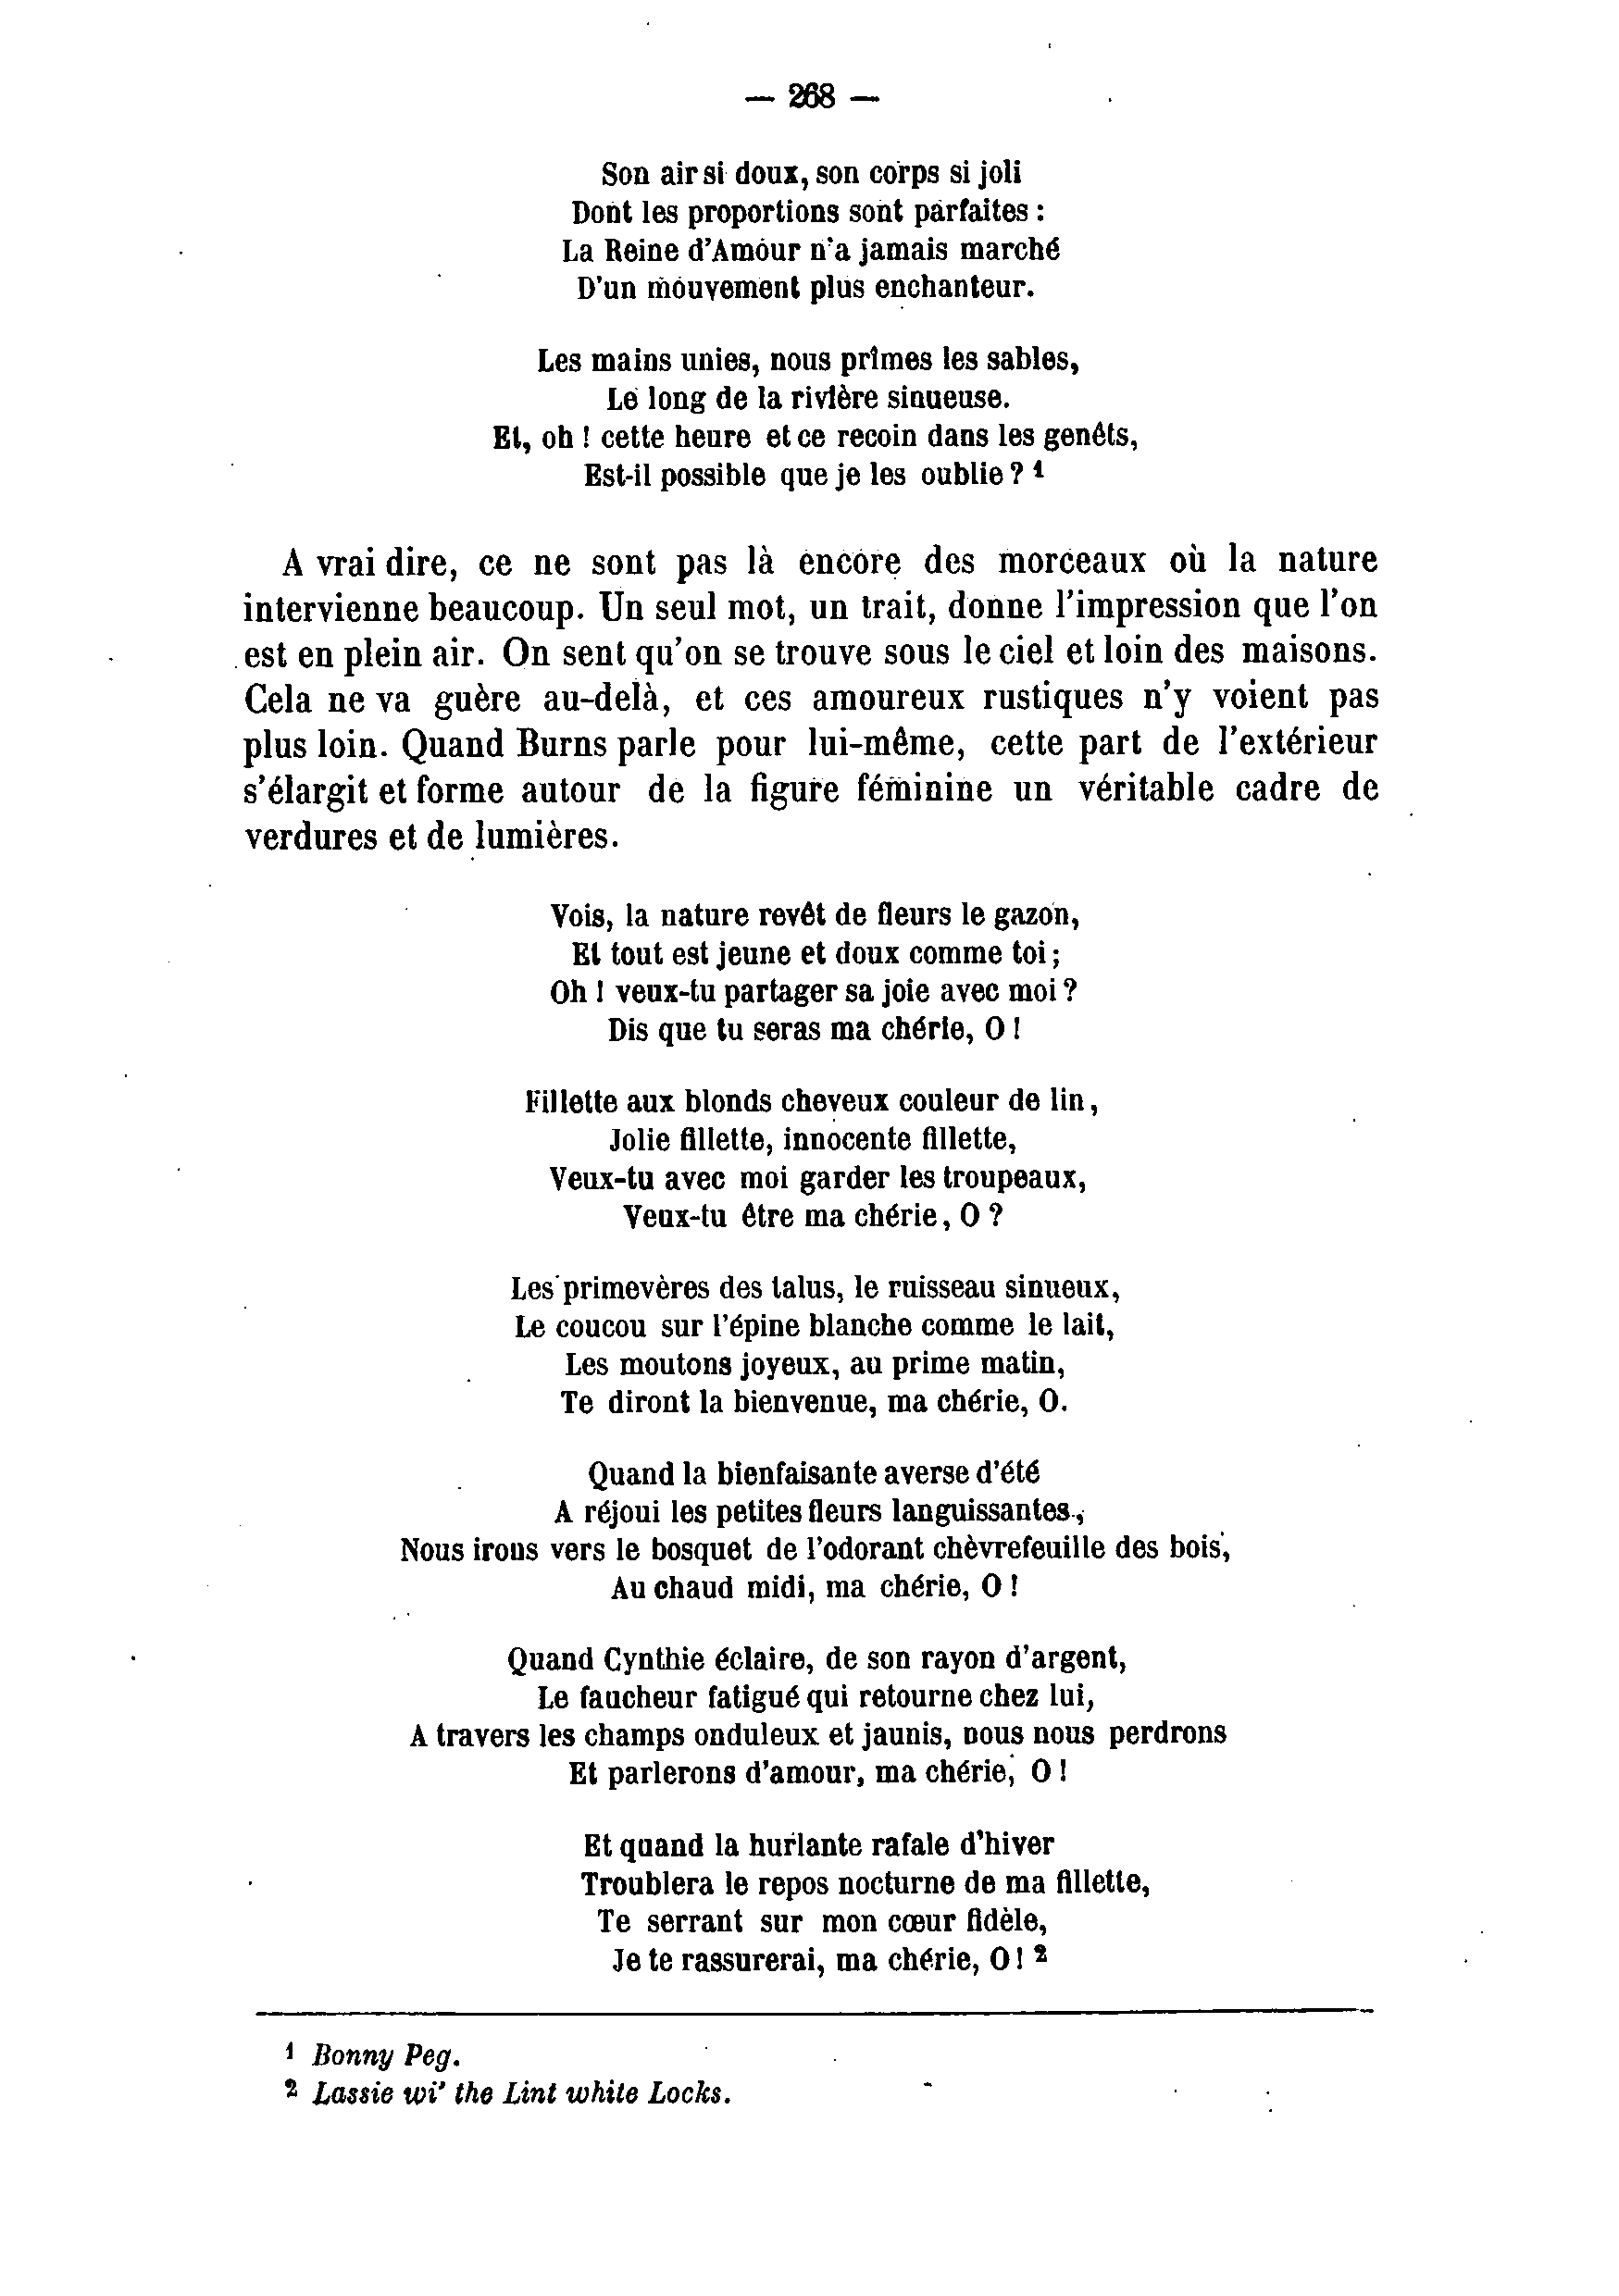 — 268 —
Son air si doux, son corps si joli
Dont les proportions sont parfaites :
La Reine d'Amour n'a jamais marché
D'un mouvement plus enchanteur.
Les mains unies, nous prîmes les sables,
Le long de la rivière sinueuse.
Et, oh ! cette heure et ce recoin dans les genêts,
Est-il possible que je les oublie ? 1
A vrai dire, ce ne sont pas là encore des morceaux où la nature
intervienne beaucoup. Un seul mot, un trait, donne l'impression que l'on
est en plein air. On sent qu'on se trouve sous le ciel et loin des maisons.
Cela ne va guère au-delà, et ces amoureux rustiques n'y voient pas
plus loin. Quand Burns parle pour lui-même, cette part de l'extérieur
s'élargit et forme autour de la figure féminine un véritable cadre de
verdures et de lumières.
Vois, la nature revêt de fleurs le gazon,
Et tout est jeune et doux comme toi ;
Oh ! veux-tu partager sa joie avec moi ?
Dis que tu seras ma chérie, O !
Fillette aux blonds cheveux couleur de lin,
Jolie fillette, innocente fillette,
Veux-tu avec moi garder les troupeaux,
Veux-tu être ma chérie, O ?
Les primevères des talus, le ruisseau sinueux,
Le coucou sur l'épine blanche comme le lait,
Les moutons joyeux, au prime matin,
Te diront la bienvenue, ma chérie, O.
Quand la bienfaisante averse d'été
A réjoui les petites fleurs languissantes,
Nous irons vers le bosquet de l'odorant chèvrefeuille des bois,
Au chaud midi, ma chérie, O !
Quand Cynthie éclaire, de son rayon d'argent,
Le faucheur fatigué qui retourne chez lui,
A travers les champs onduleux et jaunis, nous nous perdrons
Et parlerons d'amour, ma chérie, O !
Et quand la hurlante rafale d'hiver
Troublera le repos nocturne de ma fillette,
Te serrant sur mon cœur fidèle,
Je te rassurerai, ma chérie, O ! 2
1 Bonny Peg.
2 Lassie wi' the Lint white Locks.